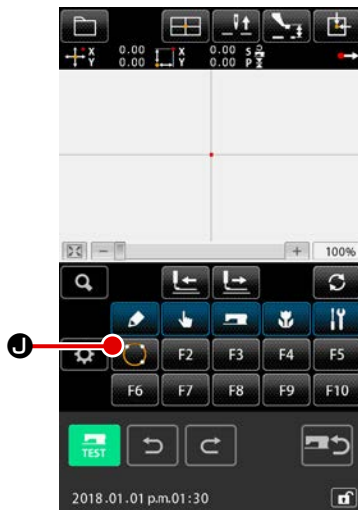 X 0.00 X 0.00 S
Y 0.00 Y 0.00 P
− + 100%
J F2 F3 F4 F5
F6 F7 F8 F9 F10
TEST
2018.01.01 p.m.01:30